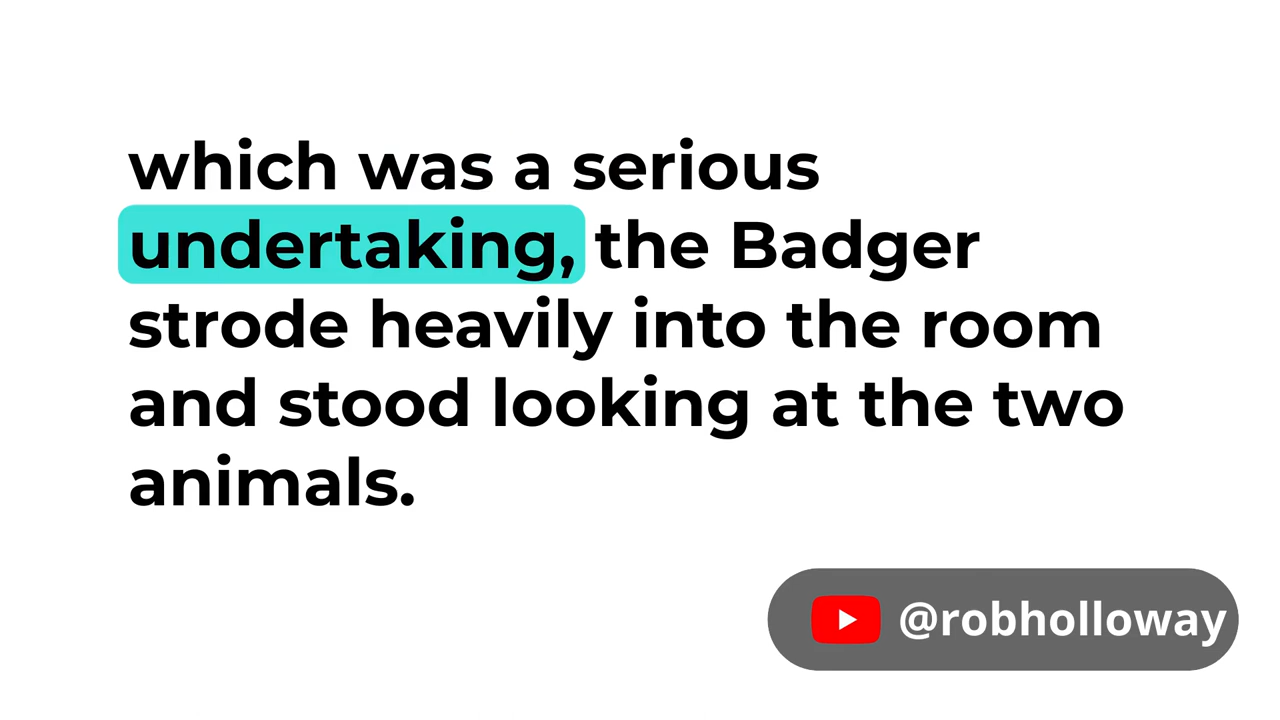 which was a serious
undertaking, the Badger
strode heavily into the room
and stood looking at the two
animals.
@robholloway